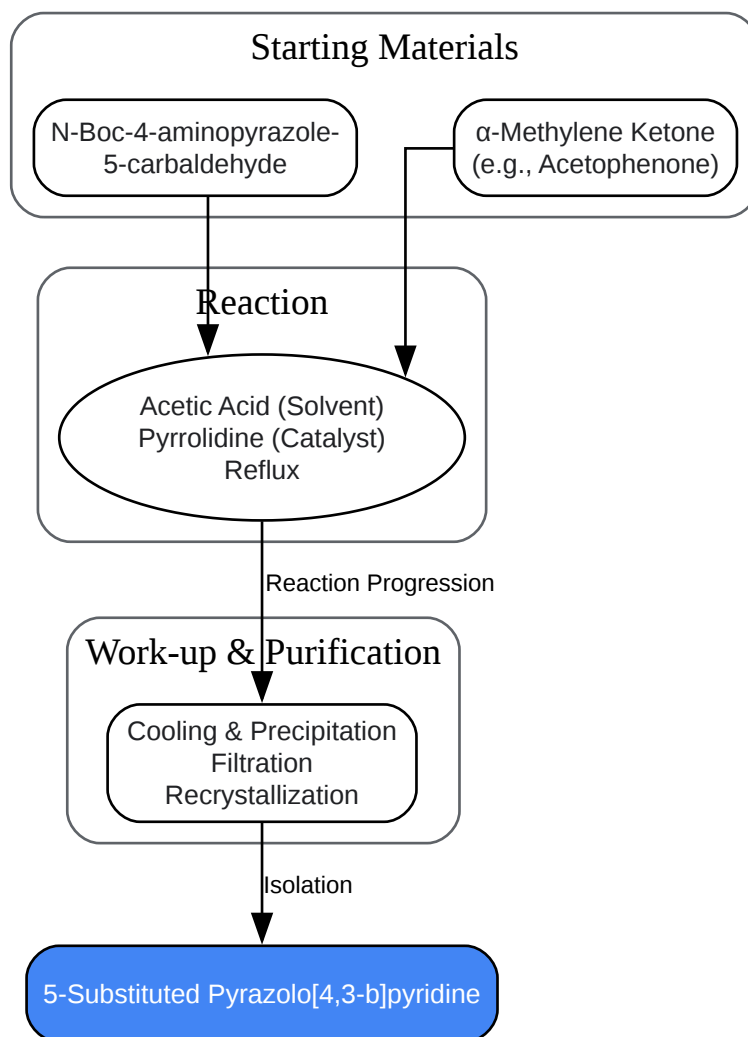 Starting Materials
N-Boc-4-aminopyrazole-
5-carbaldehyde
α-Methylene Ketone
(e.g., Acetophenone)
Reaction
Acetic Acid (Solvent)
Pyrrolidine (Catalyst)
Reflux
Reaction Progression
Work-up & Purification
Cooling & Precipitation
Filtration
Recrystallization
Isolation
5-Substituted Pyrazolo[4,3-b]pyridine